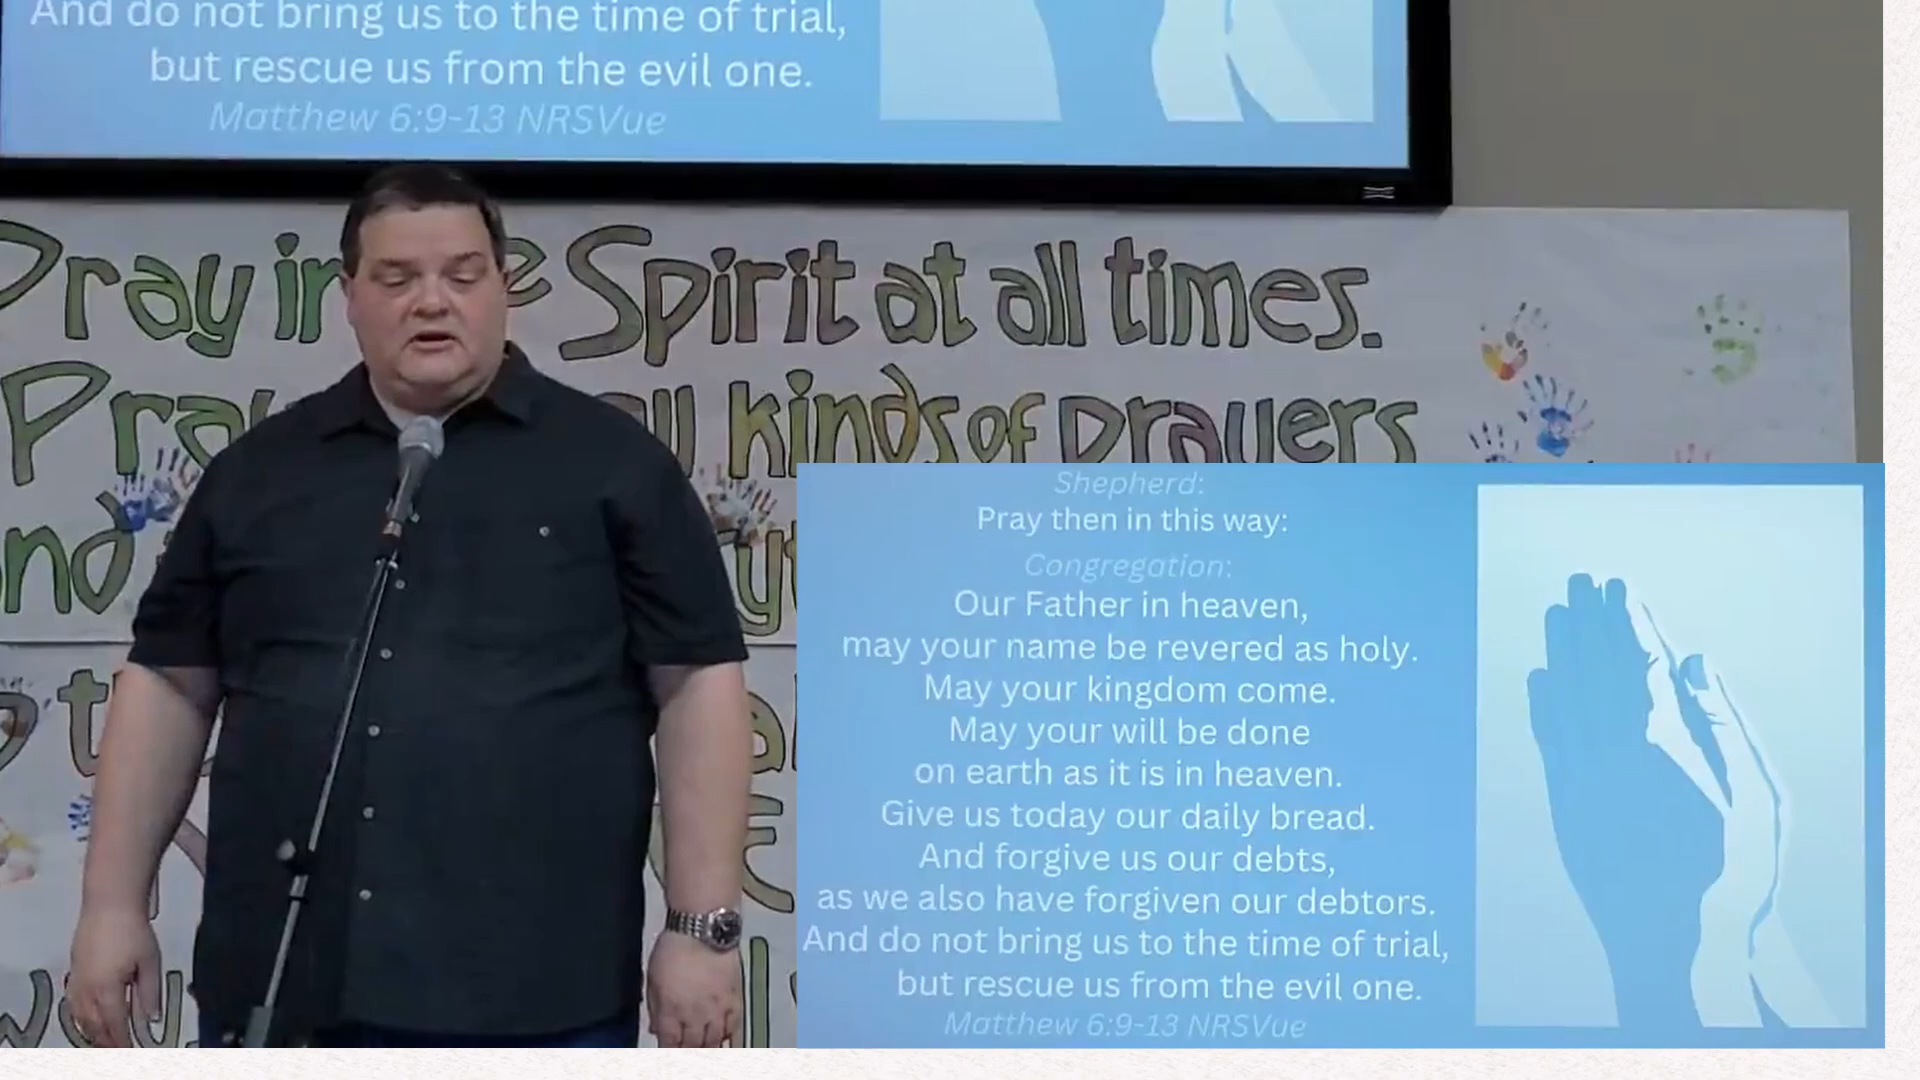 And do not bring us to the time of trial,
but rescue us from the evil one.
Matthew 6:9-13 NRSVue
Pray in Spirit at all times.
kinds of prayers
Shepherd:
Pray then in this way:
Congregation:
Our Father in heaven,
may your name be revered as holy.
May your kingdom come.
May your will be done
on earth as it is in heaven.
Give us today our daily bread.
And forgive us our debts,
as we also have forgiven our debtors.
And do not bring us to the time of trial,
but rescue us from the evil one.
Matthew 6:9-13 NRSVue